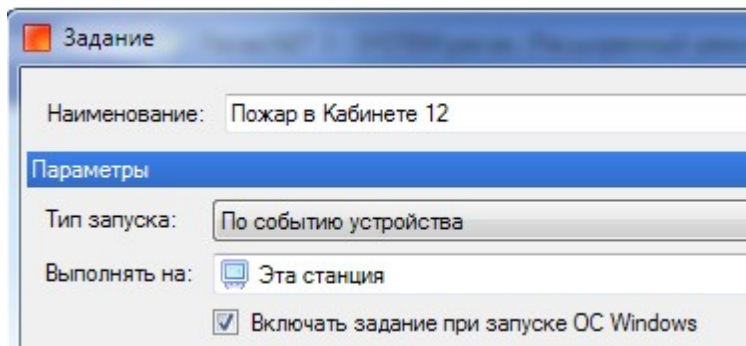 Задание
Наименование: Пожар в Кабинете 12
Параметры
Тип запуска: По событию устройства
Выполнять на: Эта станция
Включать задание при запуске ОС Windows